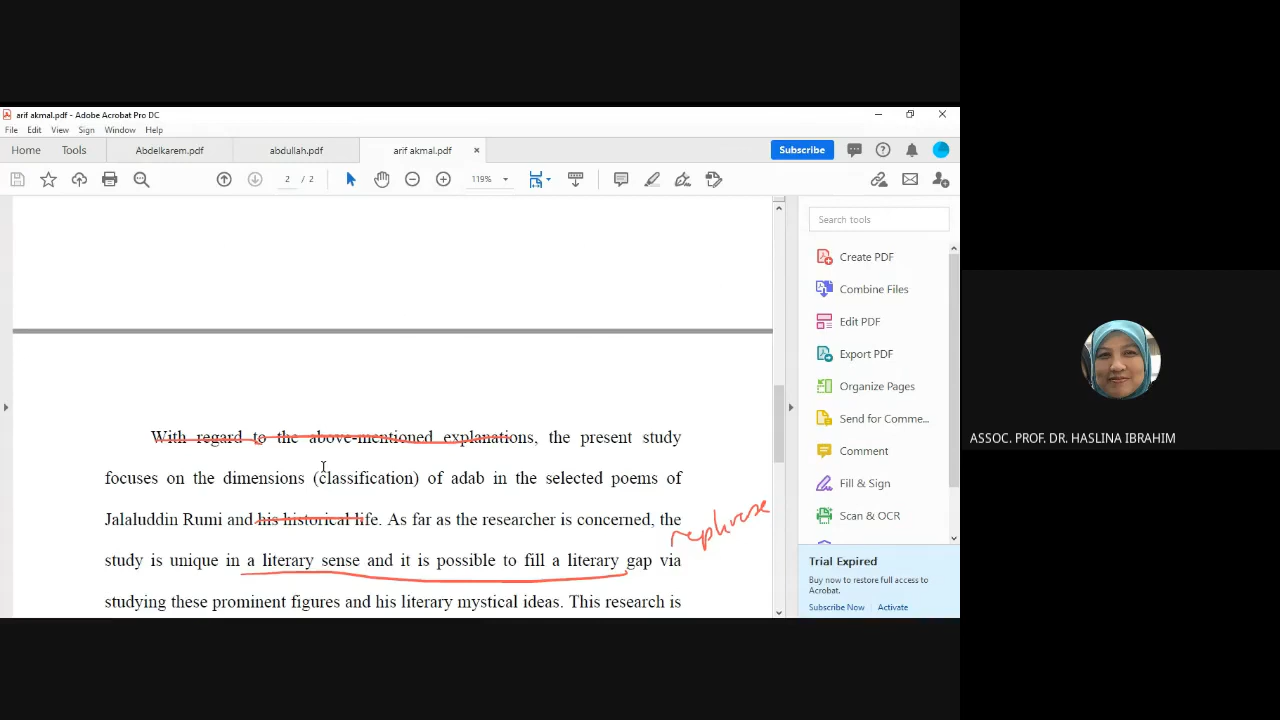 arif akmal.pdf - Adobe Acrobat Pro DC
File Edit View Sign Window Help
Home Tools Abdelkarem.pdf abdullah.pdf arif akmal.pdf × Subscribe
2 / 2 119%
Search tools
Create PDF
Combine Files
Edit PDF
Export PDF
Organize Pages
Send for Comme...
Comment
Fill & Sign
Scan & OCR
Trial Expired
Buy now to restore full access to
Acrobat.
Subscribe Now Activate
With regard to the above-mentioned explanations, the present study
focuses on the dimensions (classification) of adab in the selected poems of
Jalaluddin Rumi and his historical life. As far as the researcher is concerned, the
rephrase
study is unique in a literary sense and it is possible to fill a literary gap via
studying these prominent figures and his literary mystical ideas. This research is
ASSOC. PROF. DR. HASLINA IBRAHIM